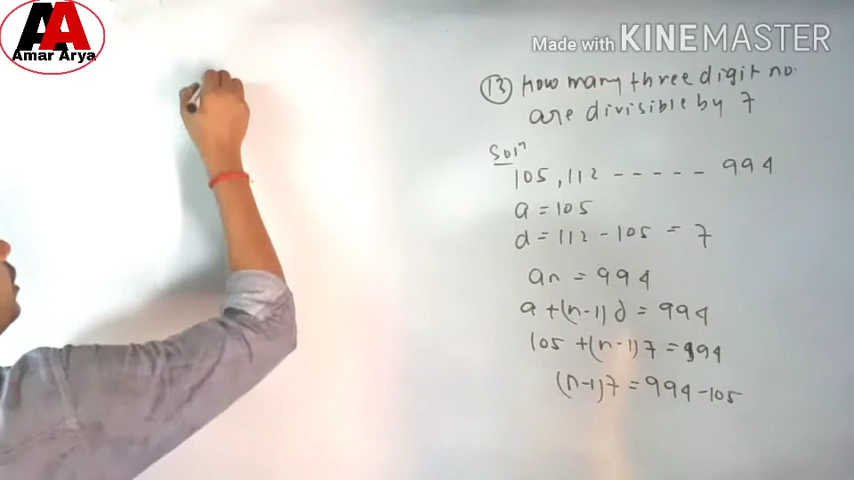 Amar Arya
Made with KINEMASTER
13 How many three digit no.
are divisible by 7
Solⁿ
105, 112 ----- 994
a = 105
d = 112 - 105 = 7
an = 994
a + (n-1) d = 994
105 + (n-1) 7 = 994
(n-1) 7 = 994 - 105